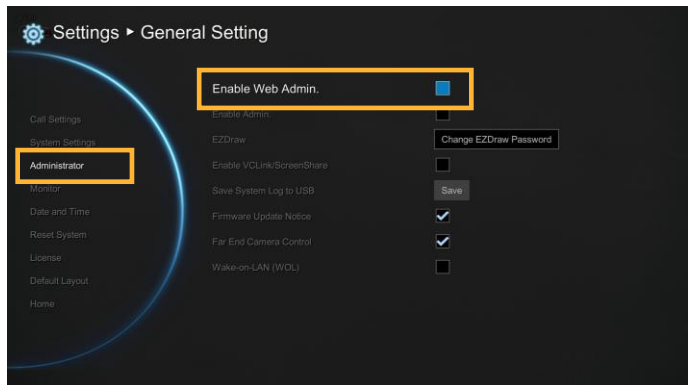 Settings ▸ General Setting
Enable Web Admin.
Call Settings
Enable Admin.
System Settings
EZDraw
Change EZDraw Password
Administrator
Enable VCLink/ScreenShare
Monitor
Save System Log to USB
Save
Date and Time
Firmware Update Notice
Reset System
Far End Camera Control
License
Wake-on-LAN (WOL)
Default Layout
Home